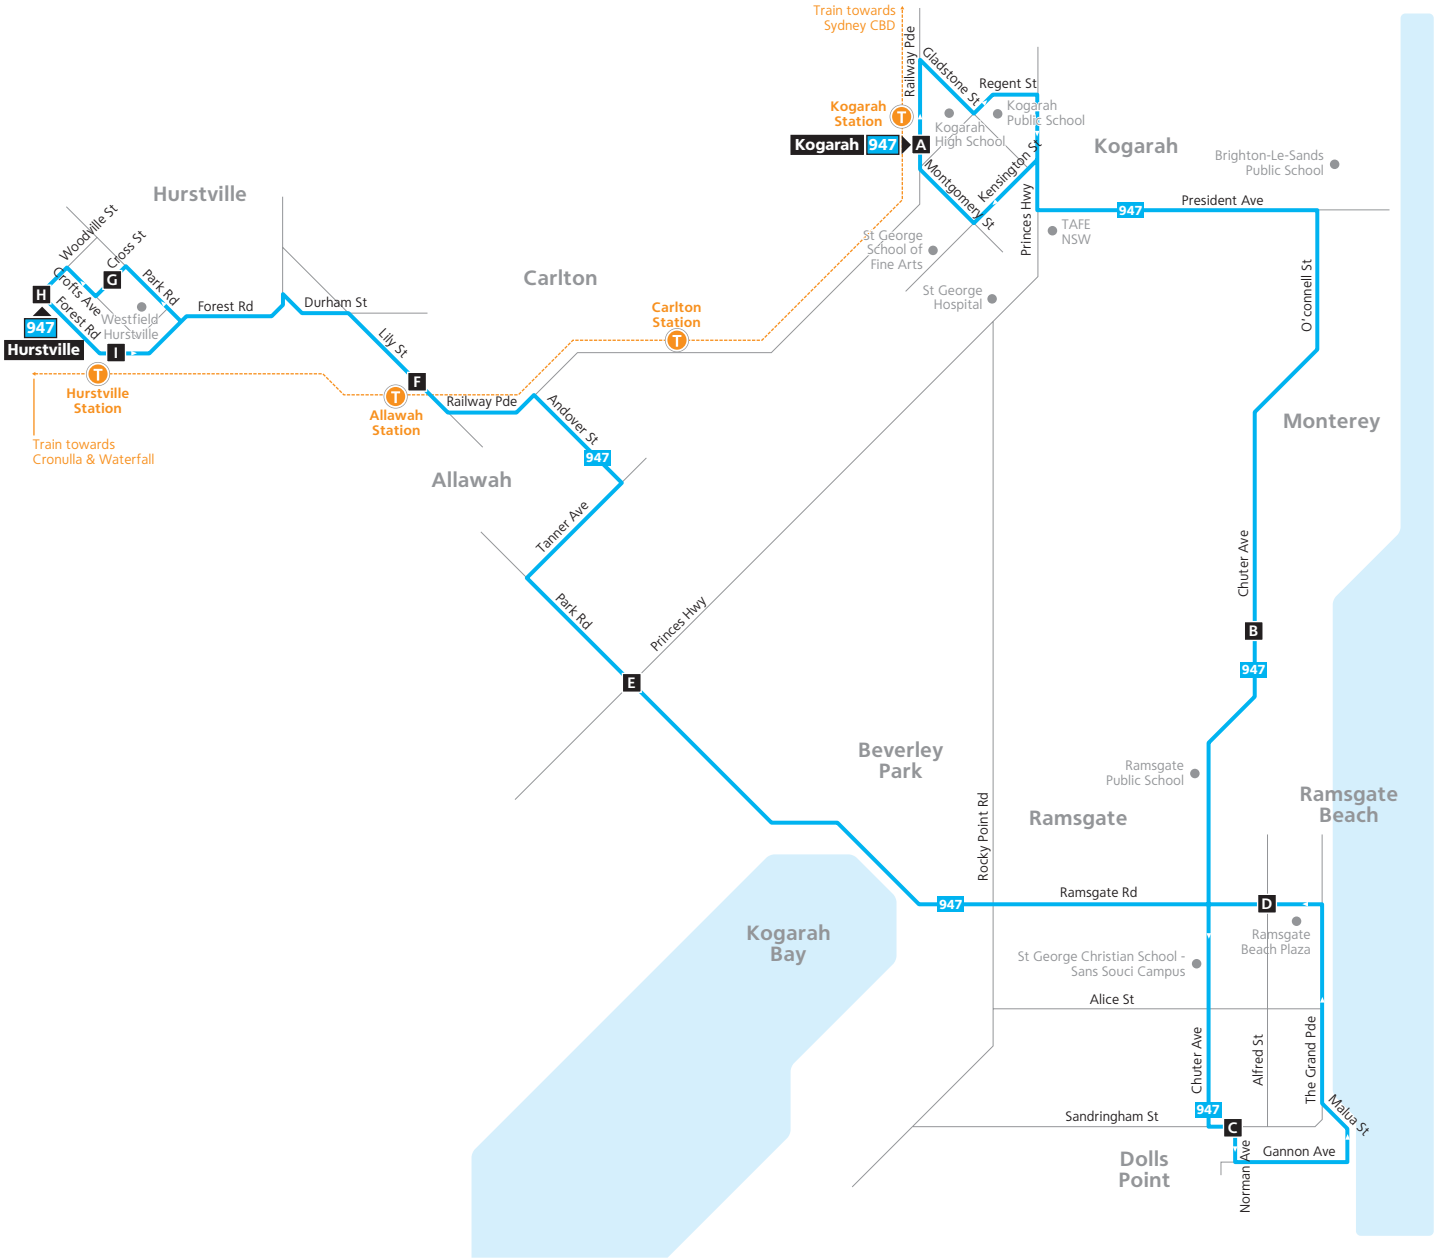 Train towards
Sydney CBD
Railway Pde
Gladstone St
Regent St
Kogarah
Station
T
Kogarah
High School
Kogarah
Public School
Kogarah 947
A
Kogarah
Brighton-Le-Sands
Public School
Montgomery St
Kensington St
Princes Hwy
President Ave
947
TAFE
NSW
St George
School of
Fine Arts
St George
Hospital
O'connell St
Hurstville
Woodville St
Cross St
G
Park Rd
H
Crofts Ave
Forest Rd
Westfield
Hurstville
947
Hurstville
I
T
Hurstville
Station
Train towards
Cronulla & Waterfall
Forest Rd
Durham St
Lily St
F
T
Allawah
Station
Railway Pde
Carlton
Carlton
Station
T
Andover St
947
Allawah
Tanner Ave
Park Rd
Princes Hwy
E
Monterey
Chuter Ave
B
947
Beverley
Park
Ramsgate
Public School
Ramsgate
Ramsgate
Beach
Rocky Point Rd
947
Ramsgate Rd
D
Ramsgate
Beach Plaza
Kogarah
Bay
St George Christian School -
Sans Souci Campus
Alice St
Chuter Ave
Alfred St
The Grand Pde
947
Sandringham St
C
Malua St
Gannon Ave
Norman Ave
Dolls
Point